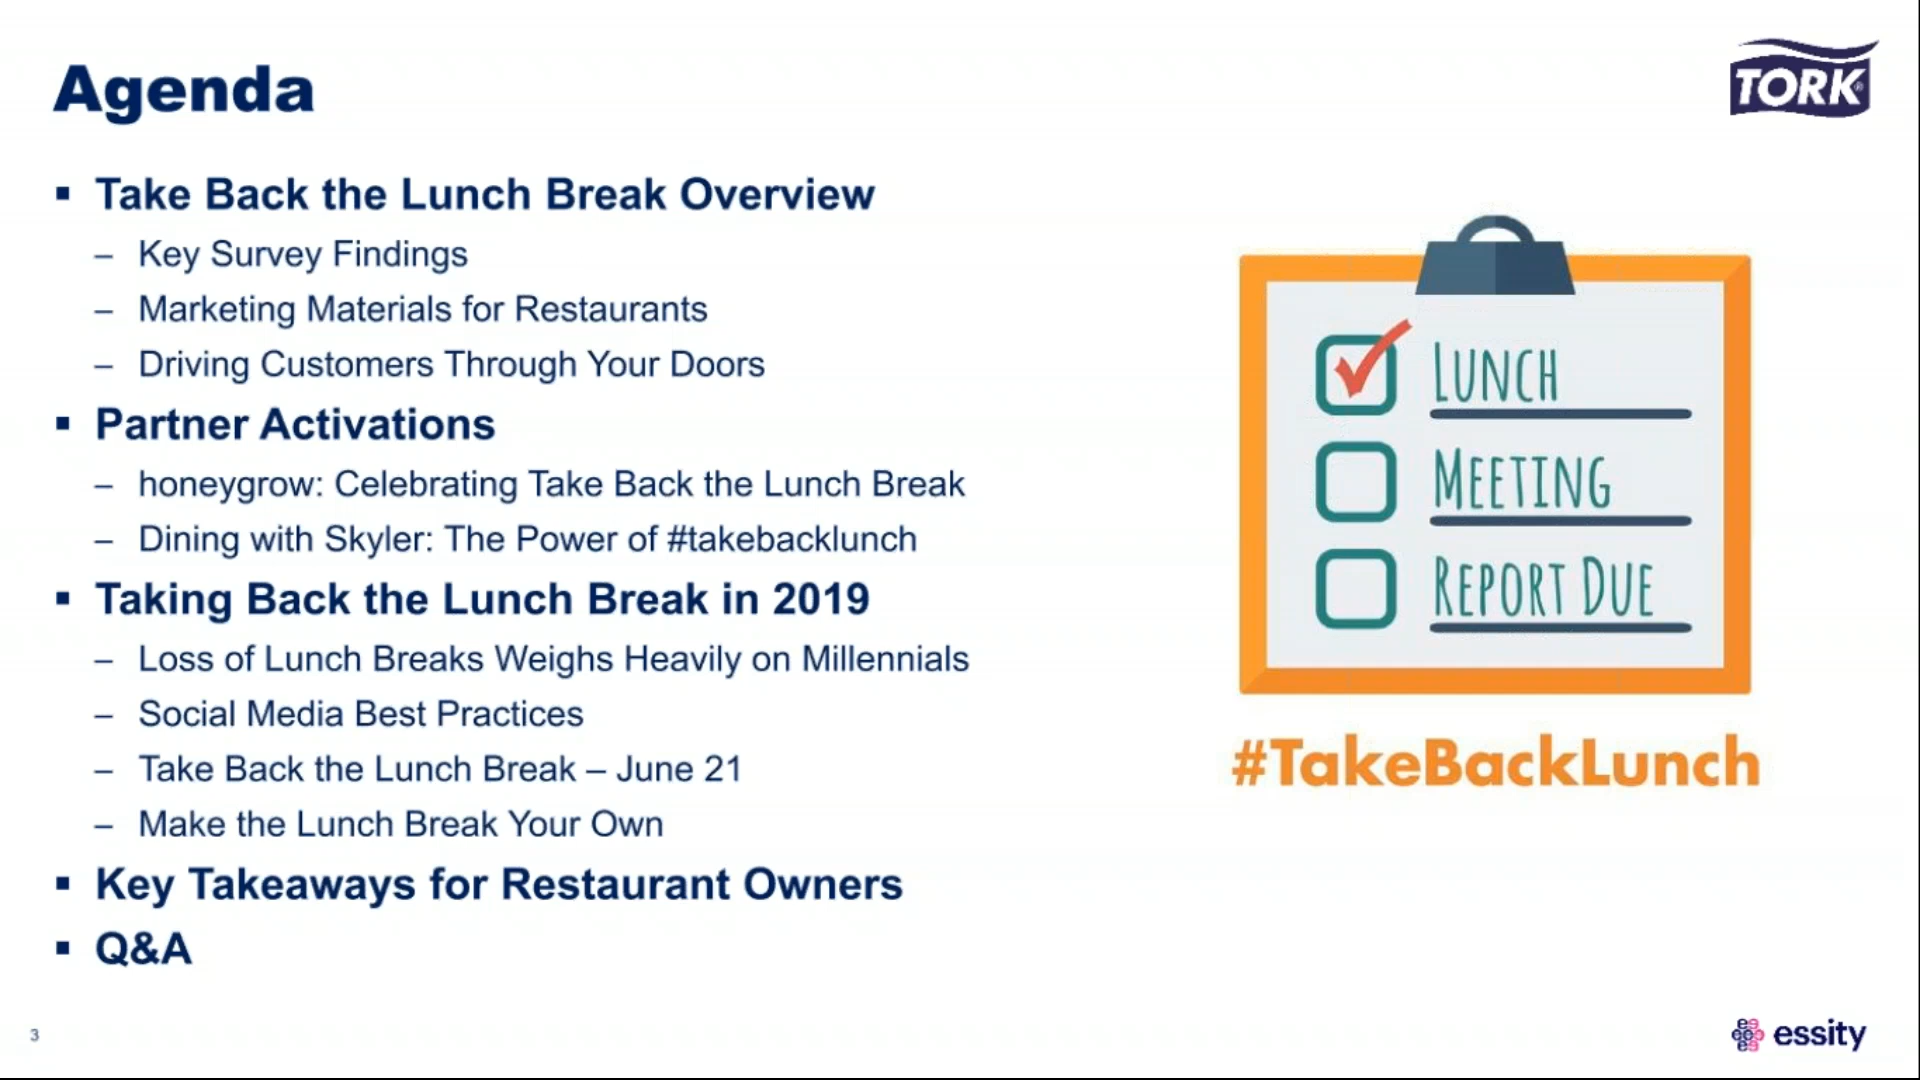 Agenda
TORK
▪ Take Back the Lunch Break Overview
– Key Survey Findings
– Marketing Materials for Restaurants
– Driving Customers Through Your Doors
▪ Partner Activations
– honeygrow: Celebrating Take Back the Lunch Break
– Dining with Skyler: The Power of #takebacklunch
▪ Taking Back the Lunch Break in 2019
– Loss of Lunch Breaks Weighs Heavily on Millennials
– Social Media Best Practices
– Take Back the Lunch Break – June 21
– Make the Lunch Break Your Own
▪ Key Takeaways for Restaurant Owners
▪ Q&A
LUNCH
MEETING
REPORT DUE
#TakeBackLunch
3
essity